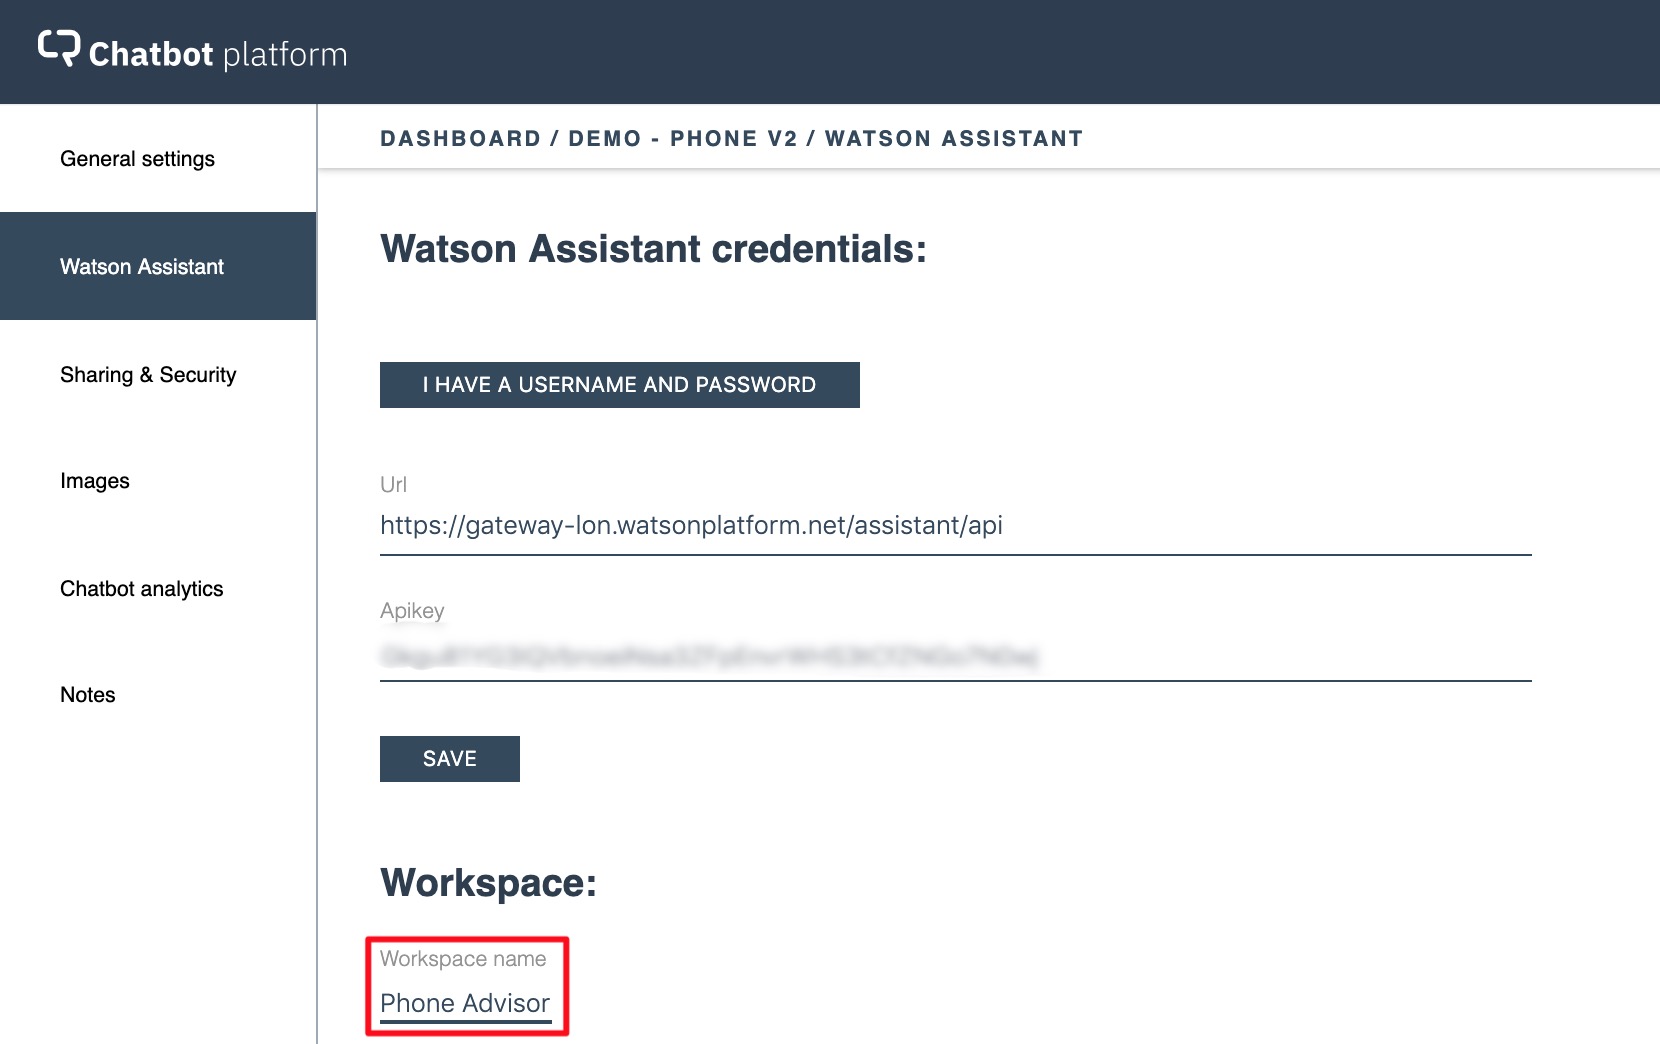 Chatbot platform
General settings
Watson Assistant
Sharing & Security
Images
Chatbot analytics
Notes
DASHBOARD / DEMO - PHONE V2 / WATSON ASSISTANT
Watson Assistant credentials:
I HAVE A USERNAME AND PASSWORD
Url
https://gateway-lon.watsonplatform.net/assistant/api
Apikey
SAVE
Workspace:
Workspace name
Phone Advisor